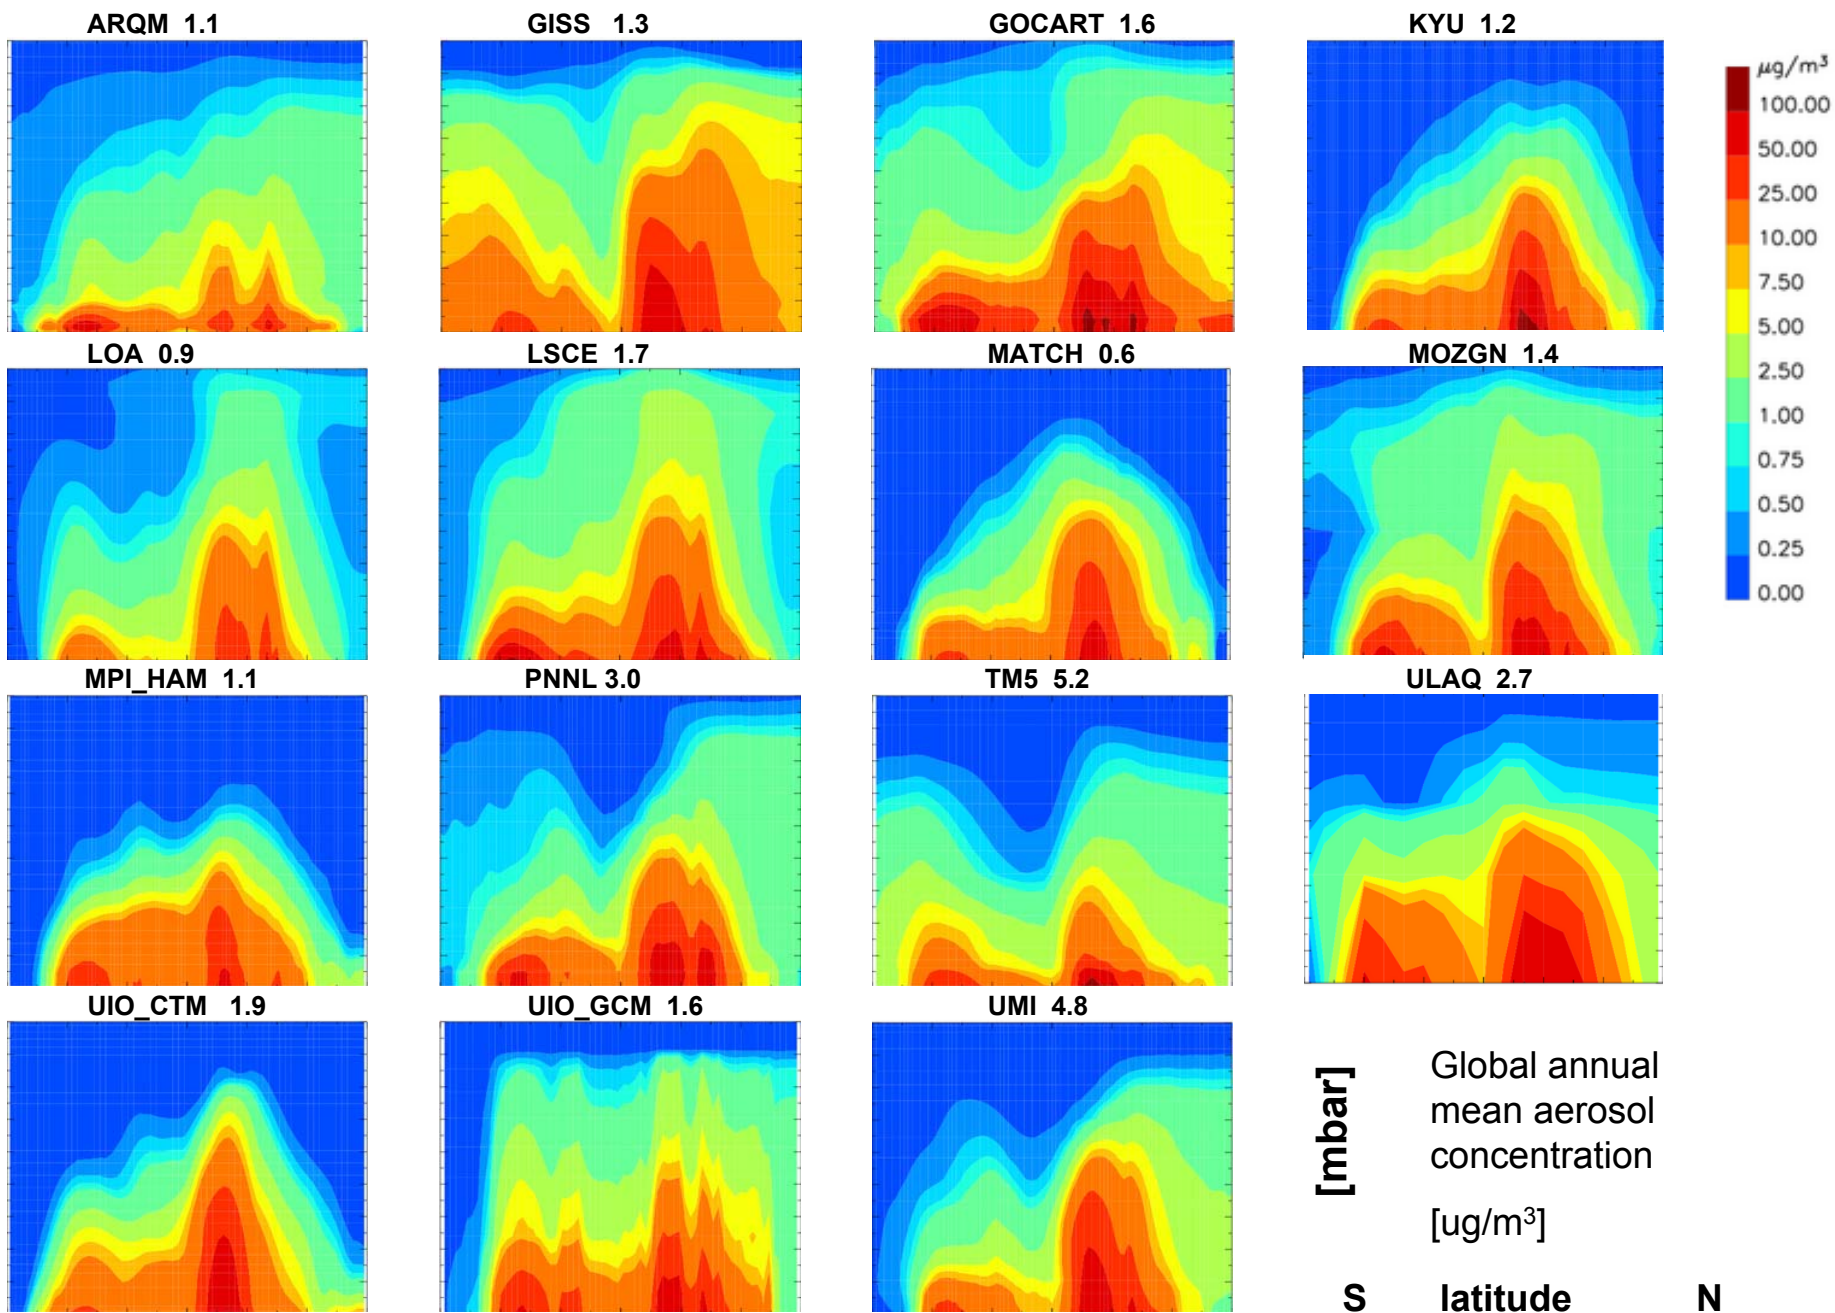 ARQM 1.1
GISS 1.3
GOCART 1.6
KYU 1.2
µg/m³
100.00
50.00
25.00
10.00
7.50
5.00
2.50
1.00
0.75
0.50
0.25
0.00
LOA 0.9
LSCE 1.7
MATCH 0.6
MOZGN 1.4
MPI_HAM 1.1
PNNL 3.0
TM5 5.2
ULAQ 2.7
UIO_CTM 1.9
UIO_GCM 1.6
UMI 4.8
[mbar]
Global annual
mean aerosol
concentration
[ug/m³]
S latitude N